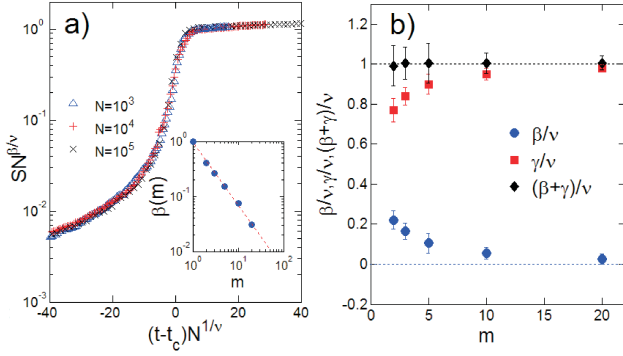 a)
SN^{β/ν}
10^0
10^{-1}
10^{-2}
10^{-3}
N=10^3
N=10^4
N=10^5
β(m)
10^0
10^{-1}
10^{-2}
10^0 10^1 10^2
m
-40 -20 0 20 40
(t-t_c)N^{1/ν}
b)
β/ν,γ/ν,(β+γ)/ν
1.2
1
0.8
0.6
0.4
0.2
0
-0.2
β/ν
γ/ν
(β+γ)/ν
0 5 10 15 20
m